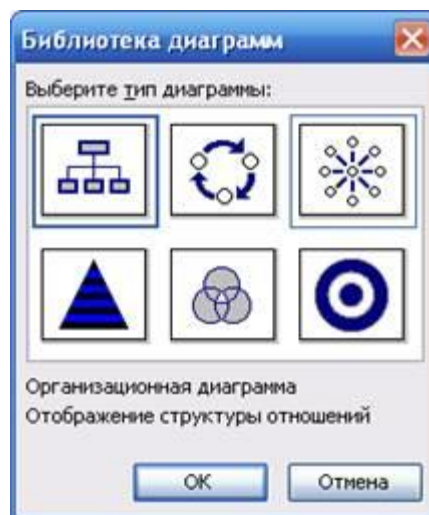 Библиотека диаграмм
Выберите тип диаграммы:
Организационная диаграмма
Отображение структуры отношений
ОК
Отмена